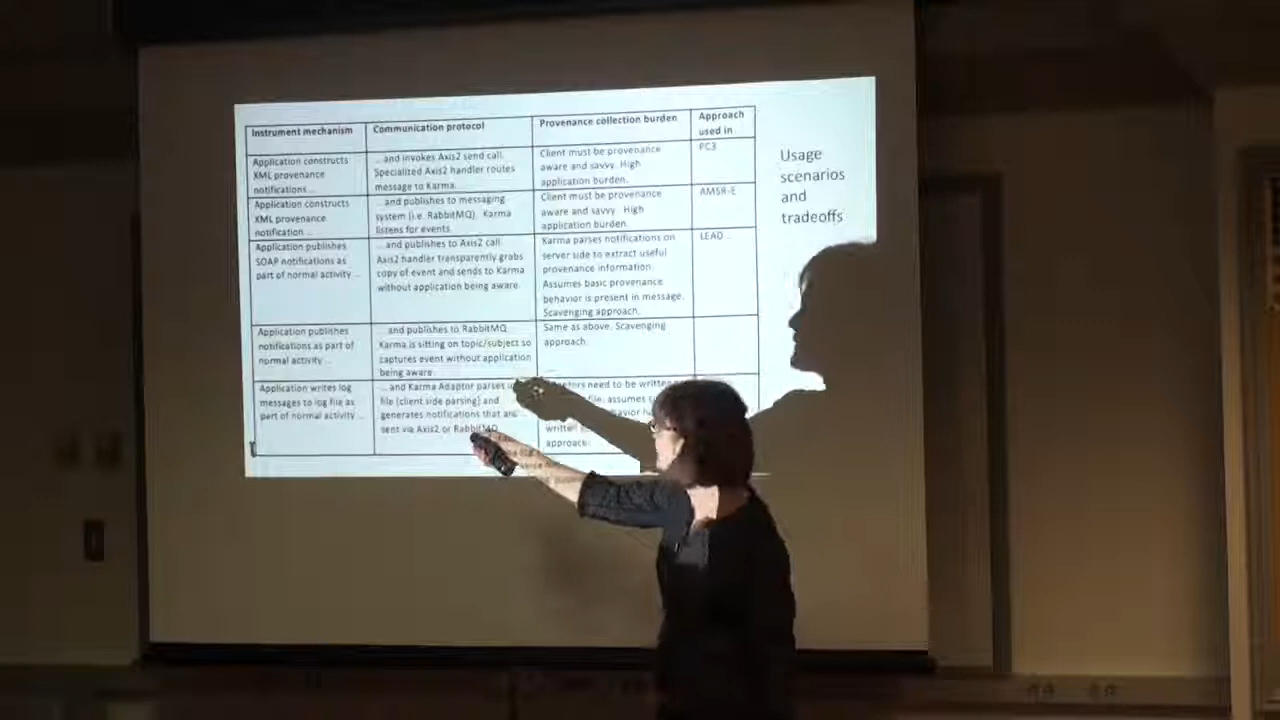 Instrument mechanism
Communication protocol
Provenance collection burden
Approach
used in
Application constructs
XML provenance
notifications ...
... and invokes Axis2 send call.
Specialized Axis2 handler routes
message to Karma.
Client must be provenance
aware and savvy. High
application burden.
PC3
Application constructs
XML provenance
notification ...
... and publishes to messaging
system (i.e. RabbitMQ). Karma
listens for events.
Client must be provenance
aware and savvy. High
application burden.
AMSR-E
Application publishes
SOAP notifications as
part of normal activity ...
... and publishes to Axis2 call.
Axis2 handler transparently grabs
copy of event and sends to Karma
without application being aware.
Karma parses notifications on
server side to extract useful
provenance information.
Assumes basic provenance
behavior is present in message.
Scavenging approach.
LEAD
Application publishes
notifications as part of
normal activity ...
... and publishes to RabbitMQ.
Karma is sitting on topic/subject so
captures event without application
being aware.
Same as above. Scavenging
approach.
Application writes log
messages to log file as
part of normal activity ...
... and Karma Adaptor parses
file (client side parsing) and
generates notifications that are
sent via Axis2 or RabbitMQ
need to be written
file, assumes
written
approach.
Usage
scenarios
and
tradeoffs